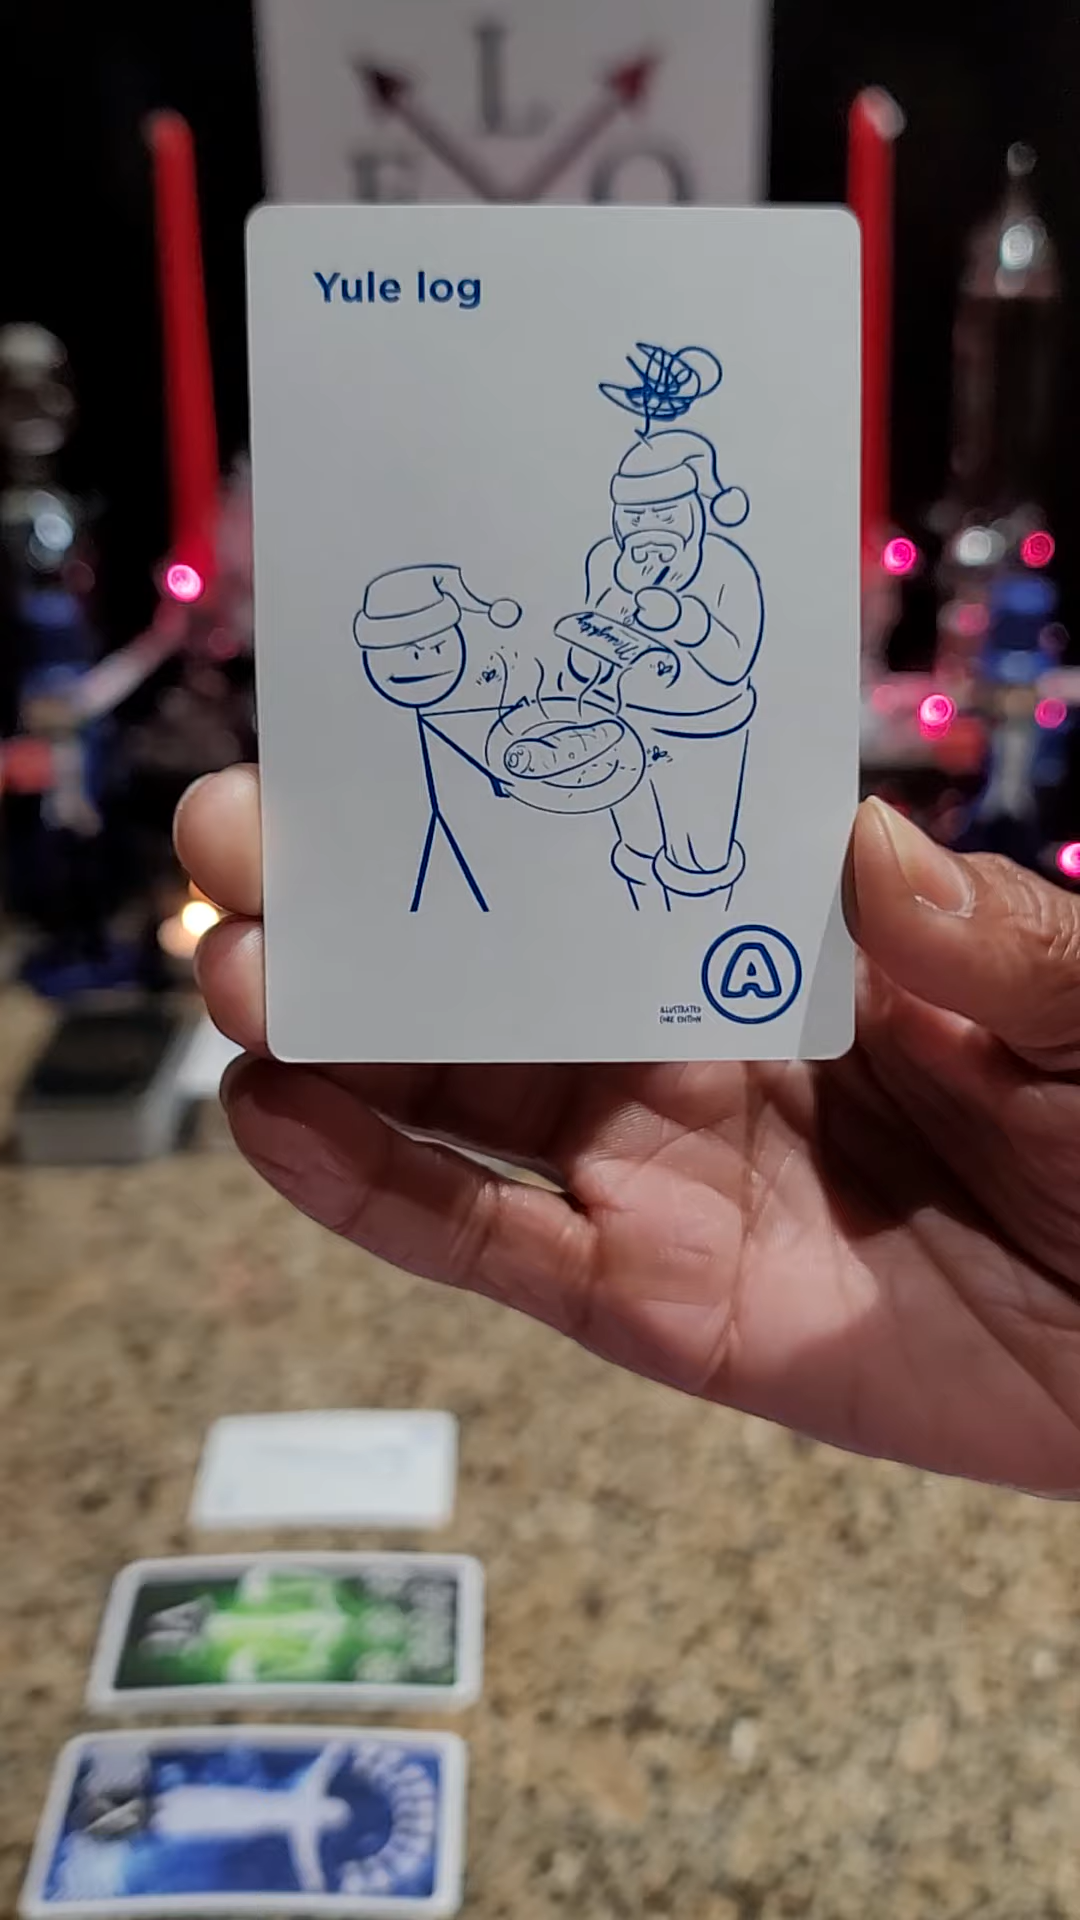 L
F O
Yule log
Naughty
A
ILLUSTRATED
CORE EDITION